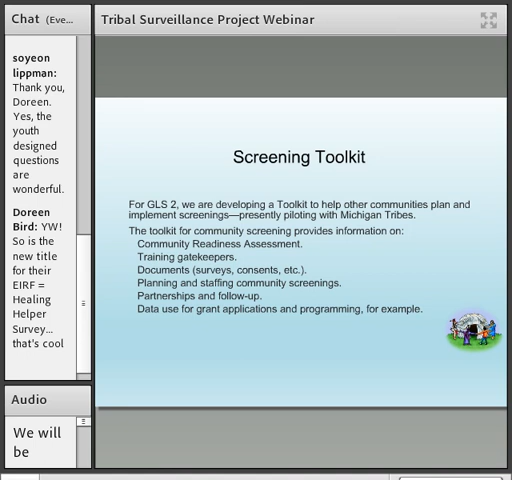 Chat (Eve...
Tribal Surveillance Project Webinar
soyeon
lippman:
Thank you,
Doreen.
Yes, the
youth
designed
questions
are
wonderful.
Doreen
Bird: YW!
So is the
new title
for their
EIRF =
Healing
Helper
Survey...
that's cool
Audio
We will
be
Screening Toolkit
For GLS 2, we are developing a Toolkit to help other communities plan and
implement screenings—presently piloting with Michigan Tribes.
The toolkit for community screening provides information on:
Community Readiness Assessment.
Training gatekeepers.
Documents (surveys, consents, etc.).
Planning and staffing community screenings.
Partnerships and follow-up.
Data use for grant applications and programming, for example.